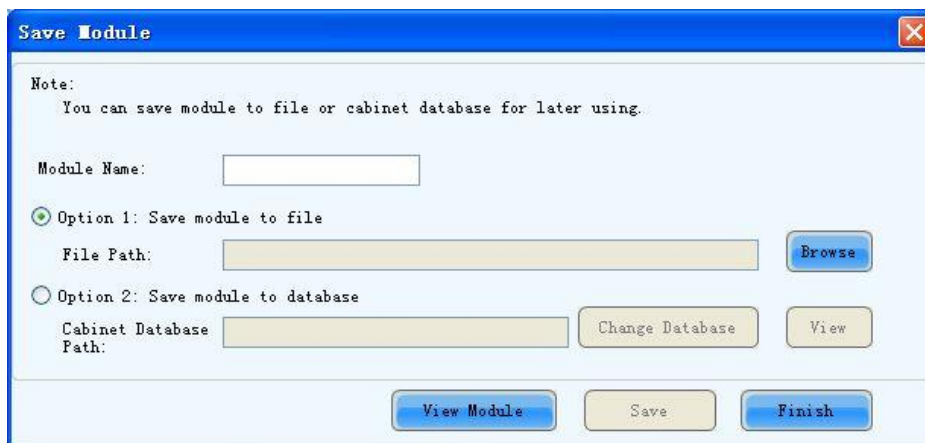 Save Module
Note:
You can save module to file or cabinet database for later using.
Module Name:
Option 1: Save module to file
File Path:
Browse
Option 2: Save module to database
Cabinet Database
Path:
Change Database
View
View Module
Save
Finish